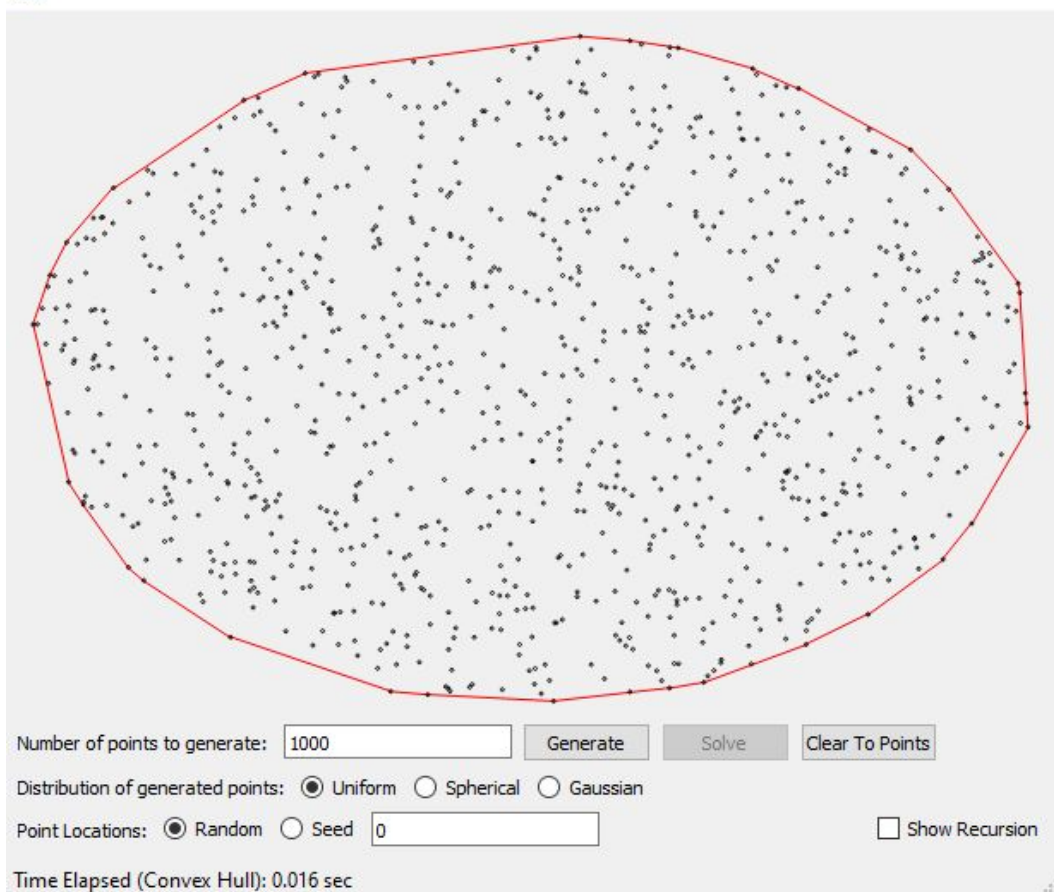 Number of points to generate: 1000 Generate Solve Clear To Points
Distribution of generated points: Uniform Spherical Gaussian
Point Locations: Random Seed 0 Show Recursion
Time Elapsed (Convex Hull): 0.016 sec